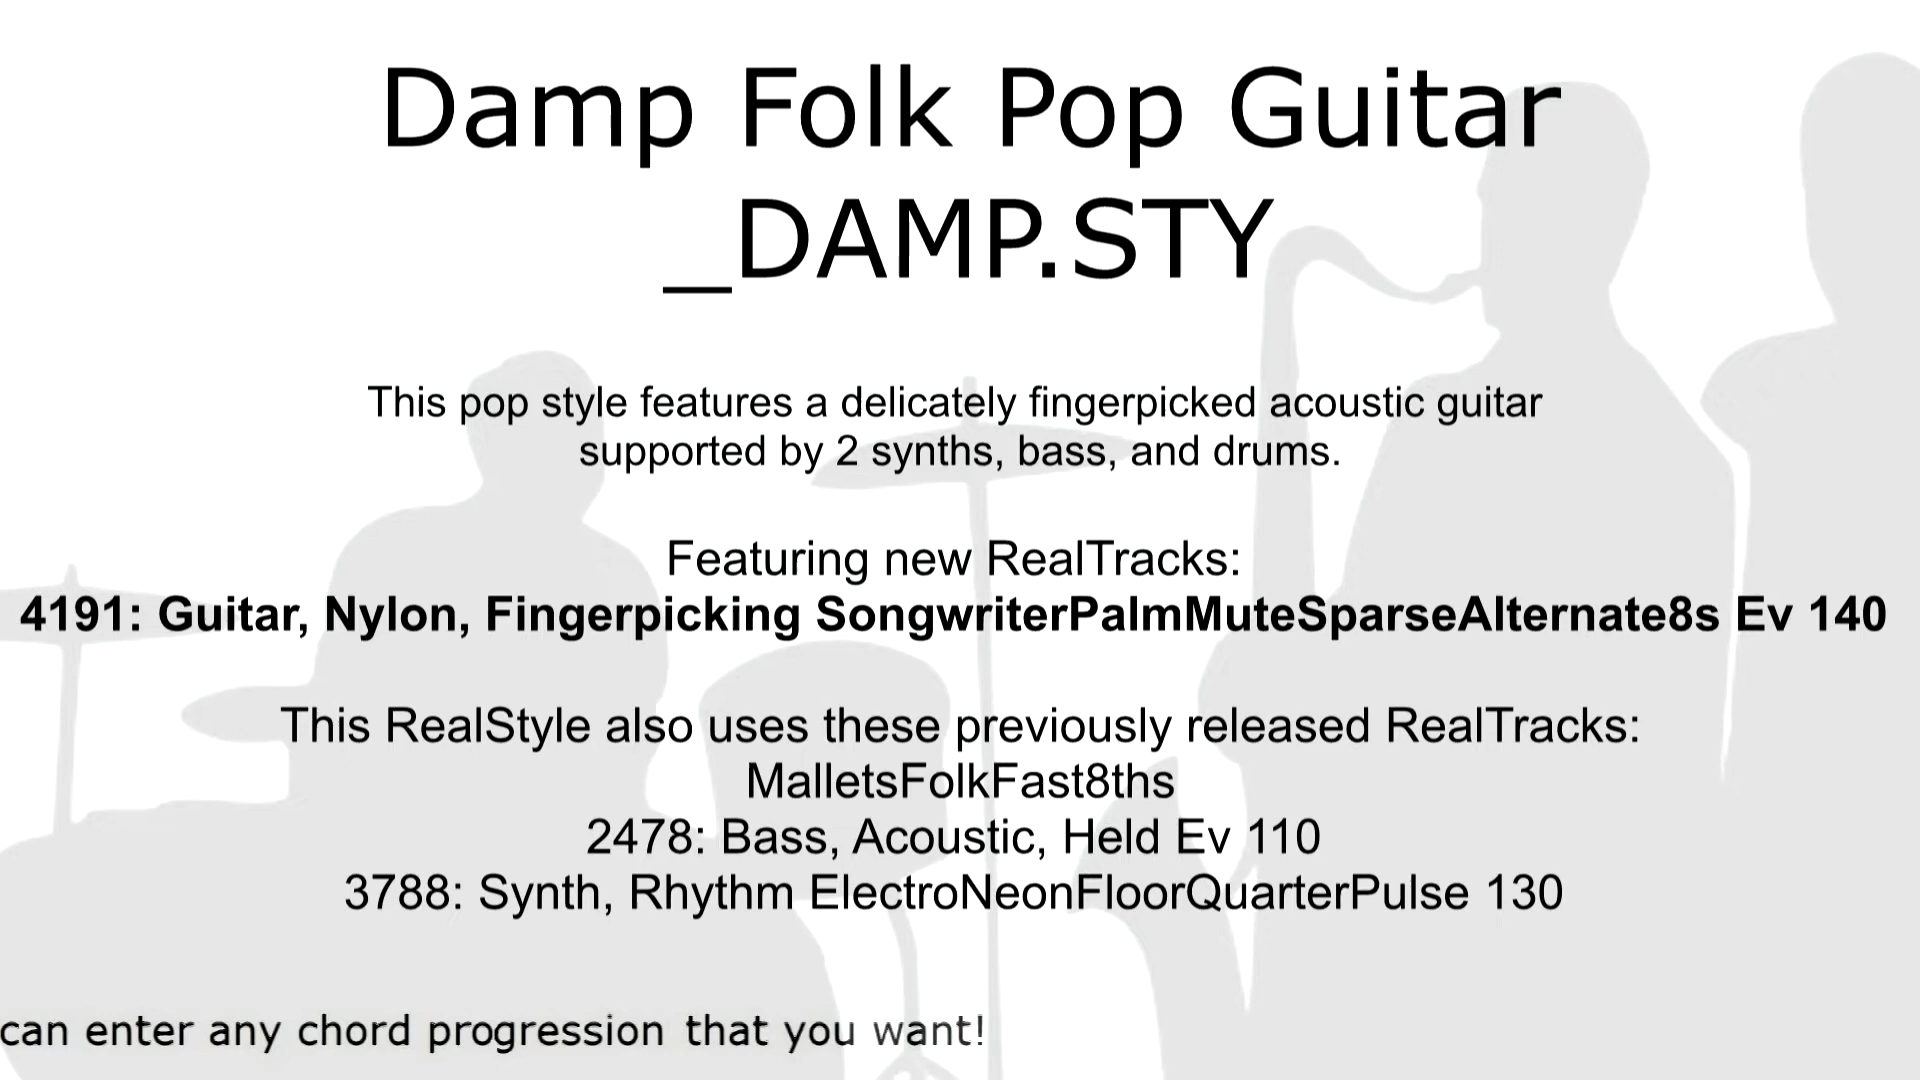 Damp Folk Pop Guitar
_DAMP.STY
This pop style features a delicately fingerpicked acoustic guitar
supported by 2 synths, bass, and drums.
Featuring new RealTracks:
4191: Guitar, Nylon, Fingerpicking SongwriterPalmMuteSparseAlternate8s Ev 140
This RealStyle also uses these previously released RealTracks:
MalletsFolkFast8ths
2478: Bass, Acoustic, Held Ev 110
3788: Synth, Rhythm ElectroNeonFloorQuarterPulse 130
can enter any chord progression that you want!